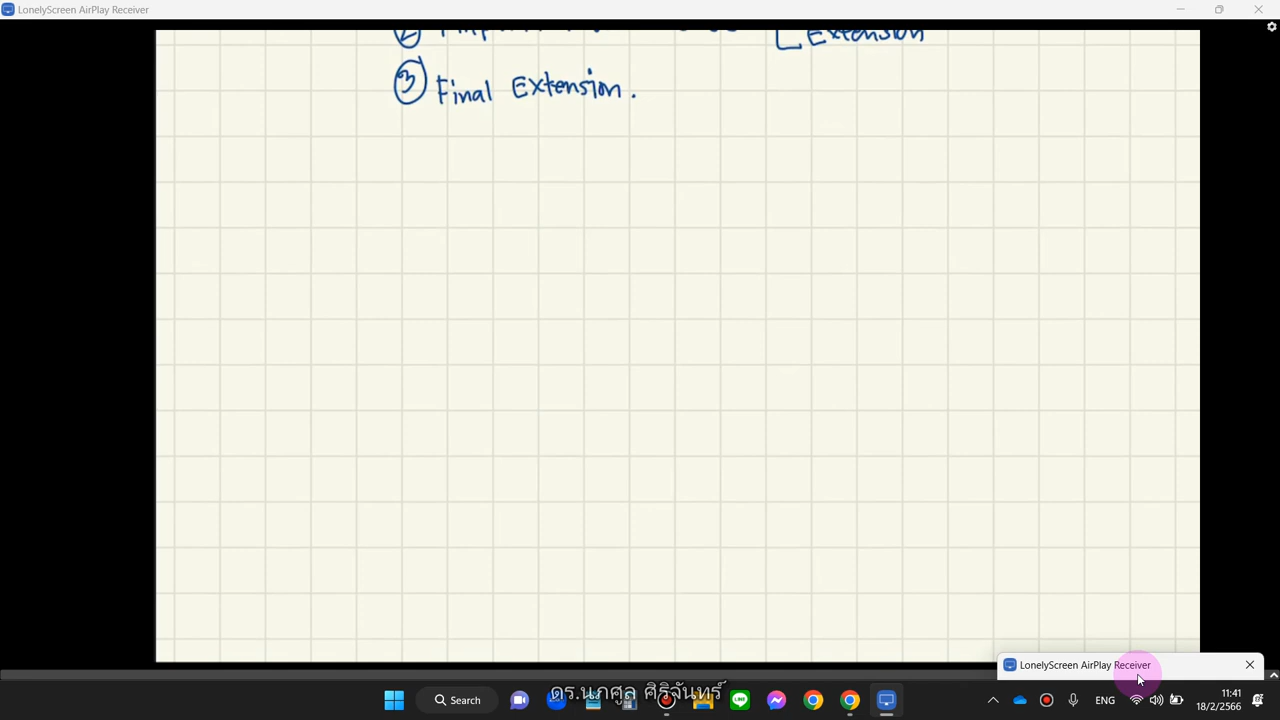 LonelyScreen AirPlay Receiver
②
Extension
③ Final Extension.
LonelyScreen AirPlay Receiver
Search
ดร.นภศล ศิริจันทร์
ENG
11:41
18/2/2566